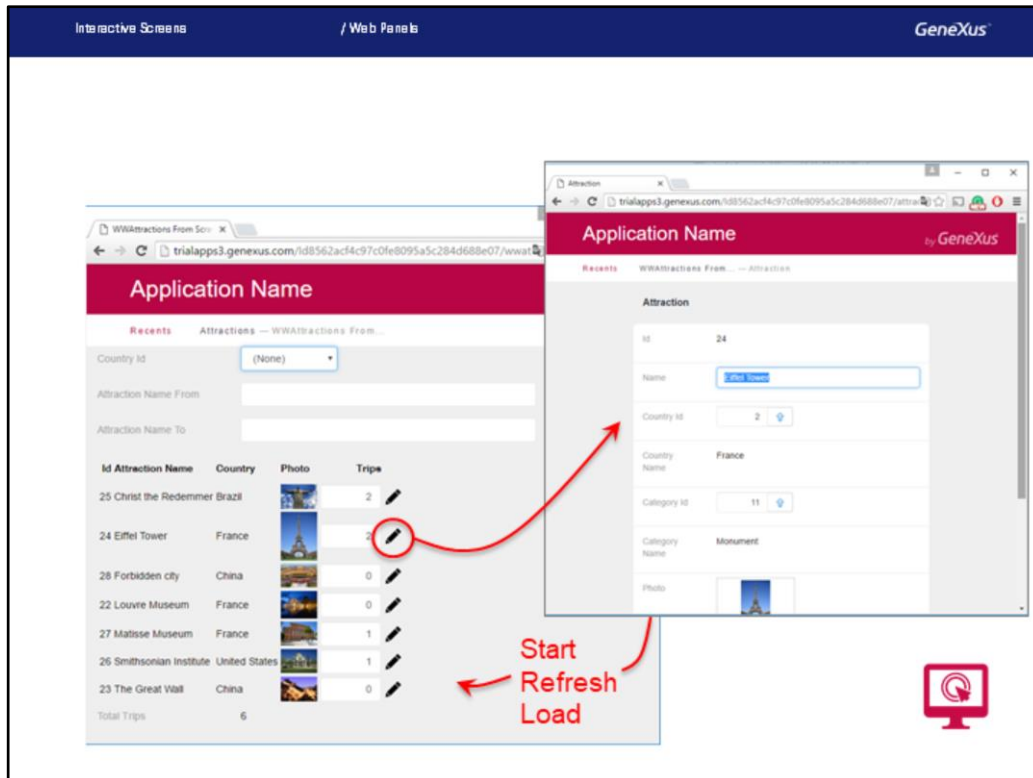 Interactive Screens / Web Panels GeneXus
WWAttractions From Scr
trialapps3.genexus.com/Id8562acf4c97c0fe8095a5c284d688e07/wwat
Application Name
Recents Attractions — WWAttractions From...
Country Id (None)
Attraction Name From
Attraction Name To
Id Attraction Name Country Photo Trips
25 Christ the Redemmer Brazil 2
24 Eiffel Tower France 2
28 Forbidden city China 0
22 Louvre Museum France 0
27 Matisse Museum France 1
26 Smithsonian Institute United States 1
23 The Great Wall China 0
Total Trips 6
Attraction
trialapps3.genexus.com/Id8562acf4c97c0fe8095a5c284d688e07/attra
Application Name by GeneXus
Recents WWAttractions From... — Attraction
Attraction
Id 24
Name Eiffel Tower
Country Id 2
Country
Name
France
Category Id 11
Category
Name
Monument
Photo
Start
Refresh
Load